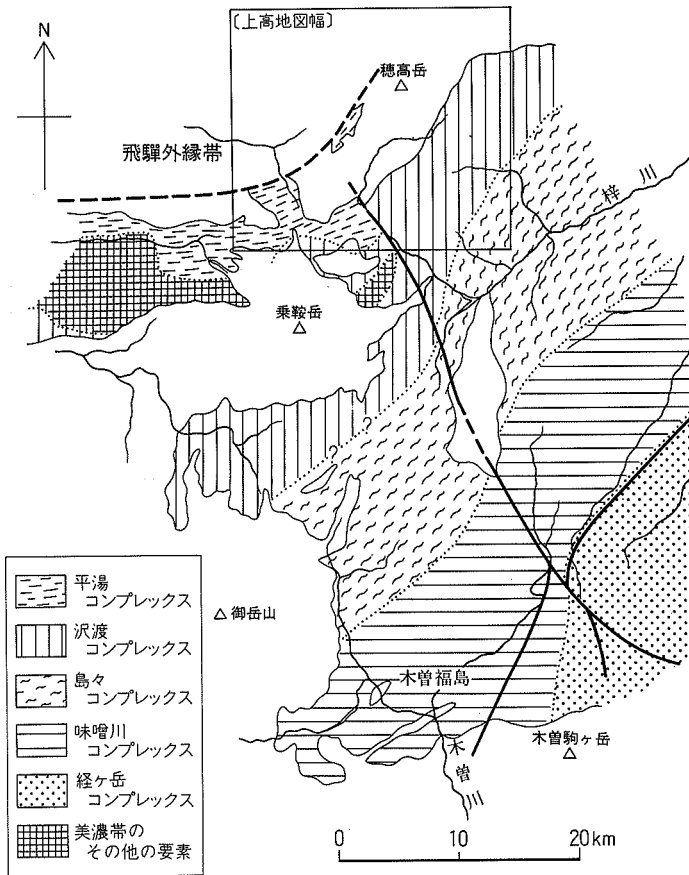 N
〔上高地図幅〕
穂高岳
飛驒外縁帯
梓川
乗鞍岳
御岳山
木曽福島
木曽川
木曽駒ヶ岳
平湯
コンプレックス
沢渡
コンプレックス
島々
コンプレックス
味噌川
コンプレックス
経ヶ岳
コンプレックス
美濃帯の
その他の要素
0 10 20km